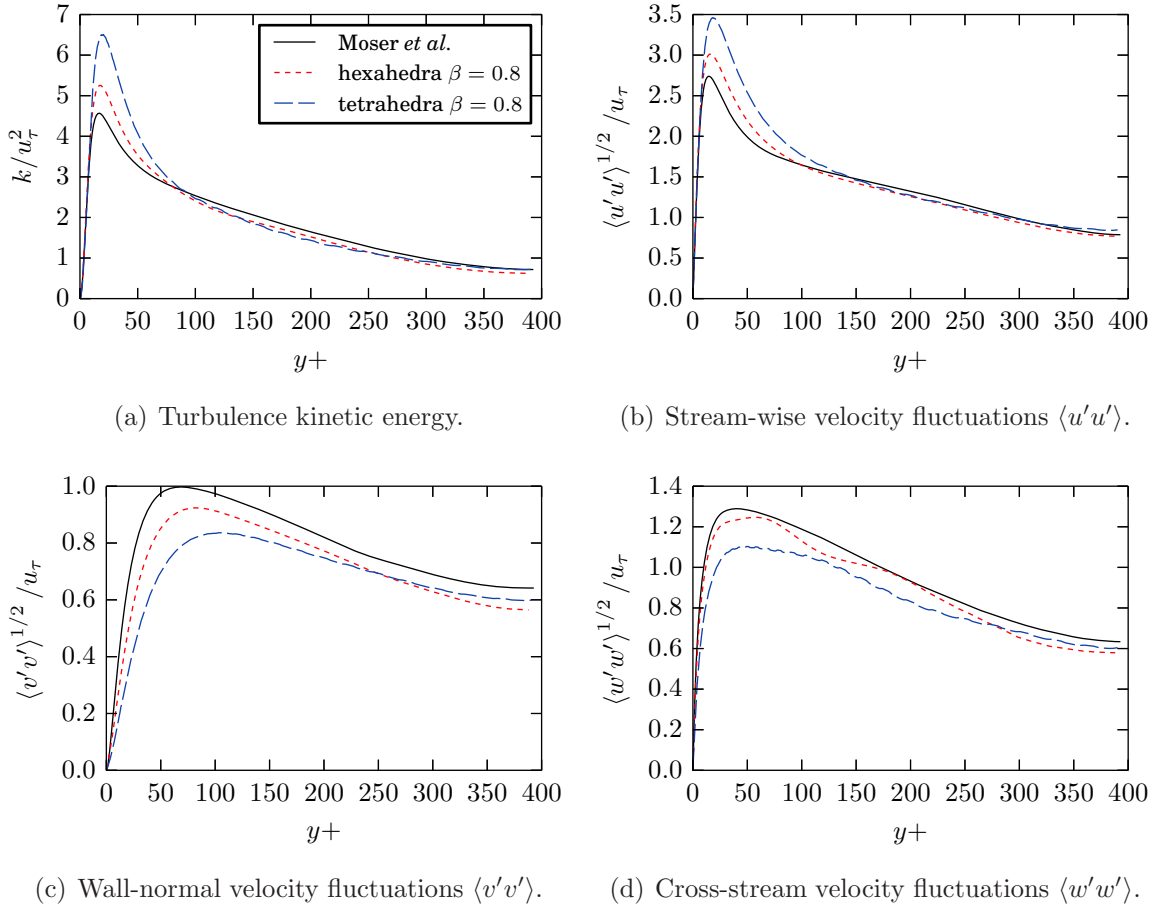 7
6
5
4
3
2
1
0
k/u_τ^2
Moser et al.
hexahedra β = 0.8
tetrahedra β = 0.8
0 50 100 150 200 250 300 350 400
y+
(a) Turbulence kinetic energy.
3.5
3.0
2.5
2.0
1.5
1.0
0.5
0.0
⟨u′u′⟩^{1/2} /u_τ
0 50 100 150 200 250 300 350 400
y+
(b) Stream-wise velocity fluctuations ⟨u′u′⟩.
1.0
0.8
0.6
0.4
0.2
0.0
⟨v′v′⟩^{1/2} /u_τ
0 50 100 150 200 250 300 350 400
y+
(c) Wall-normal velocity fluctuations ⟨v′v′⟩.
1.4
1.2
1.0
0.8
0.6
0.4
0.2
0.0
⟨w′w′⟩^{1/2} /u_τ
0 50 100 150 200 250 300 350 400
y+
(d) Cross-stream velocity fluctuations ⟨w′w′⟩.